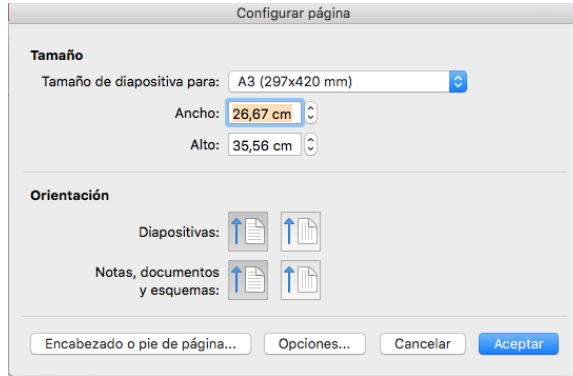 Configurar página
Tamaño
Tamaño de diapositiva para: A3 (297x420 mm)
Ancho: 26,67 cm
Alto: 35,56 cm
Orientación
Diapositivas:
Notas, documentos
y esquemas:
Encabezado o pie de página... Opciones... Cancelar Aceptar